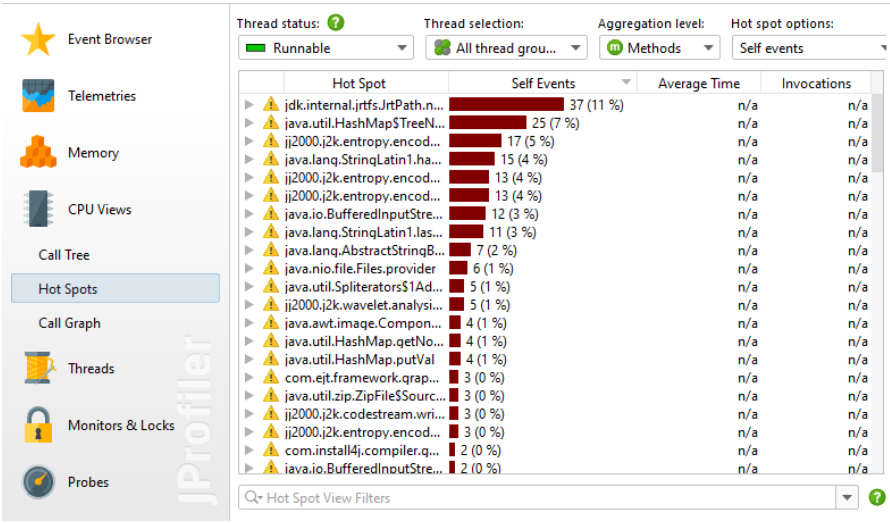 Event Browser
Telemetries
Memory
CPU Views
Call Tree
Hot Spots
Call Graph
Threads
Monitors & Locks
Probes
JProfiler
Thread status: ?
Thread selection:
Aggregation level:
Hot spot options:
Runnable
All thread grou...
m Methods
Self events
Hot Spot Self Events Average Time Invocations
jdk.internal.jrtfs.JrtPath.n... 37 (11 %) n/a n/a
java.util.HashMap$TreeN... 25 (7 %) n/a n/a
jj2000.j2k.entropy.encod... 17 (5 %) n/a n/a
java.lang.StringLatin1.ha... 15 (4 %) n/a n/a
jj2000.j2k.entropy.encod... 13 (4 %) n/a n/a
jj2000.j2k.entropy.encod... 13 (4 %) n/a n/a
java.io.BufferedInputStre... 12 (3 %) n/a n/a
java.lang.StringLatin1.las... 11 (3 %) n/a n/a
java.lang.AbstractStringB... 7 (2 %) n/a n/a
java.nio.file.Files.provider 6 (1 %) n/a n/a
java.util.Spliterators$1Ad... 5 (1 %) n/a n/a
jj2000.j2k.wavelet.analysi... 5 (1 %) n/a n/a
java.awt.image.Compon... 4 (1 %) n/a n/a
java.util.HashMap.getNo... 4 (1 %) n/a n/a
java.util.HashMap.putVal 4 (1 %) n/a n/a
com.ejt.framework.grap... 3 (0 %) n/a n/a
java.util.zip.ZipFile$Sourc... 3 (0 %) n/a n/a
jj2000.j2k.codestream.wri... 3 (0 %) n/a n/a
jj2000.j2k.entropy.encod... 3 (0 %) n/a n/a
com.install4j.compiler.g... 2 (0 %) n/a n/a
java.io.BufferedInputStre... 2 (0 %) n/a n/a
Hot Spot View Filters ?